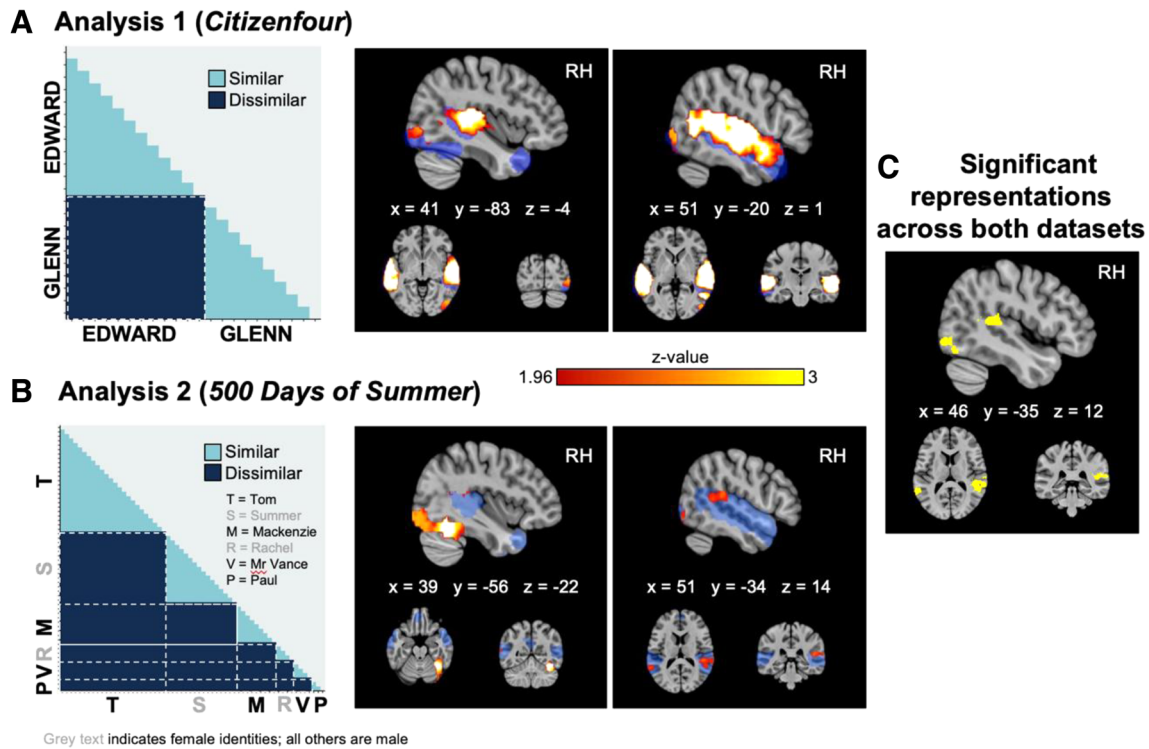 A Analysis 1 (Citizenfour)
EDWARD
GLENN
Similar
Dissimilar
EDWARD GLENN
RH
x = 41 y = -83 z = -4
RH
x = 51 y = -20 z = 1
z-value
1.96 3
C Significant
representations
across both datasets
RH
x = 46 y = -35 z = 12
B Analysis 2 (500 Days of Summer)
T
S
M
R
V
P
Similar
Dissimilar
T = Tom
S = Summer
M = Mackenzie
R = Rachel
V = Mr Vance
P = Paul
T S M R V P
RH
x = 39 y = -56 z = -22
RH
x = 51 y = -34 z = 14
Grey text indicates female identities; all others are male